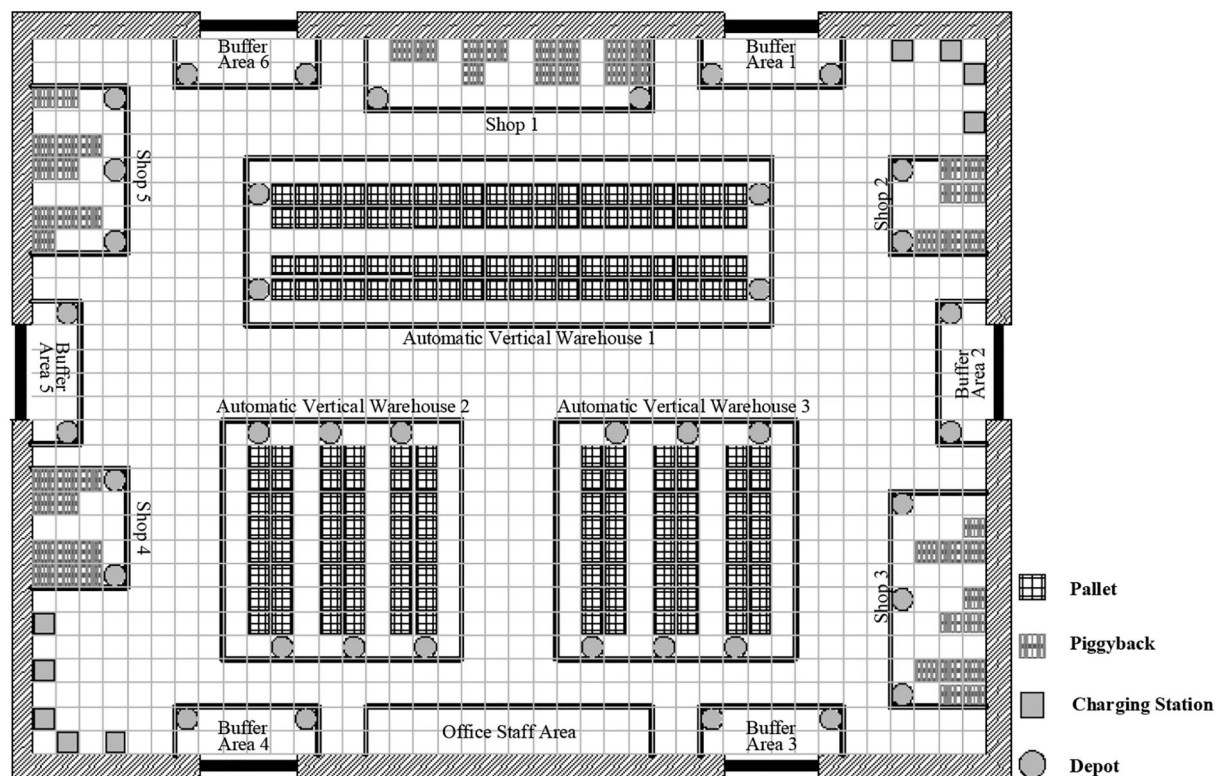 Buffer
Area 6
Buffer
Area 1
Shop 1
Shop 5
Shop 2
Automatic Vertical Warehouse 1
Buffer
Area 5
Buffer
Area 2
Automatic Vertical Warehouse 2
Automatic Vertical Warehouse 3
Shop 4
Shop 3
Pallet
Piggyback
Charging Station
Depot
Buffer
Area 4
Office Staff Area
Buffer
Area 3